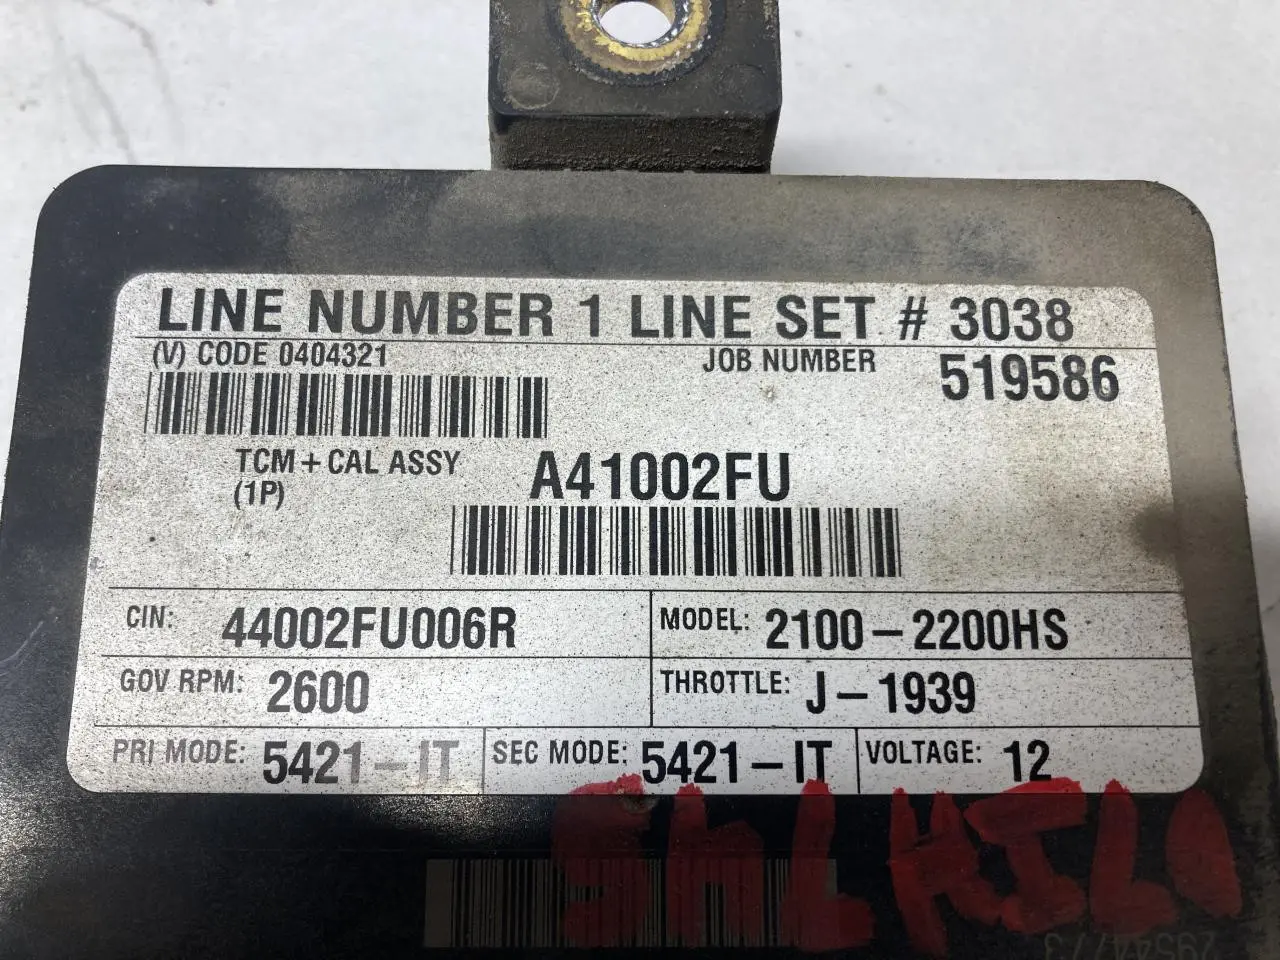 LINE NUMBER 1 LINE SET # 3038
(V) CODE 0404321 JOB NUMBER 519586
TCM + CAL ASSY A41002FU
(1P)
CIN: 44002FU006R MODEL: 2100-2200HS
GOV RPM: 2600 THROTTLE: J-1939
PRI MODE: 5421-IT SEC MODE: 5421-IT VOLTAGE: 12